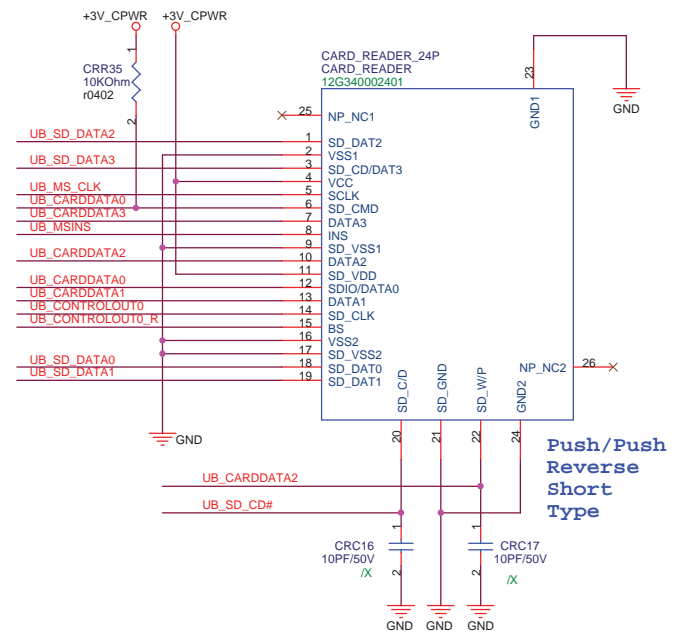 +3V_CPWR
+3V_CPWR
1
CRR35
10KOhm
r0402
2
CARD_READER_24P
CARD_READER
12G340002401
23
GND1
GND
25
NP_NC1
UB_SD_DATA2
1
SD_DAT2
2
VSS1
UB_SD_DATA3
3
SD_CD/DAT3
4
VCC
UB_MS_CLK
5
SCLK
UB_CARDDATA0
6
SD_CMD
UB_CARDDATA3
7
DATA3
UB_MSINS
8
INS
9
SD_VSS1
UB_CARDDATA2
10
DATA2
11
SD_VDD
UB_CARDDATA0
12
SDIO/DATA0
UB_CARDDATA1
13
DATA1
UB_CONTROLOUT0
14
SD_CLK
UB_CONTROLOUT0_R
15
BS
16
VSS2
17
SD_VSS2
UB_SD_DATA0
18
SD_DAT0
UB_SD_DATA1
19
SD_DAT1
NP_NC2
26
SD_C/D
SD_GND
SD_W/P
GND2
20
21
22
24
GND
Push/Push
Reverse
Short
Type
UB_CARDDATA2
UB_SD_CD#
1
CRC16
10PF/50V
2
/X
1
CRC17
10PF/50V
2
/X
GND
GND
GND